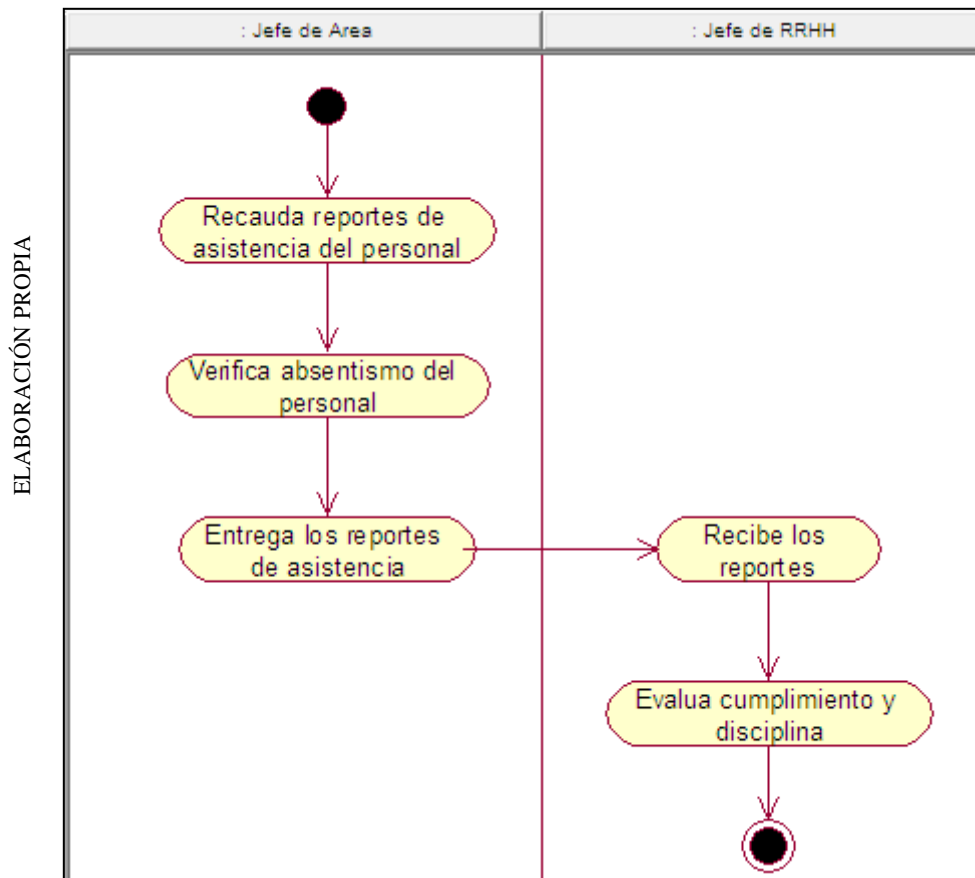 : Jefe de Area
: Jefe de RRHH
ELABORACIÓN PROPIA
Recauda reportes de
asistencia del personal
Verifica absentismo del
personal
Entrega los reportes
de asistencia
Recibe los
reportes
Evalua cumplimiento y
disciplina